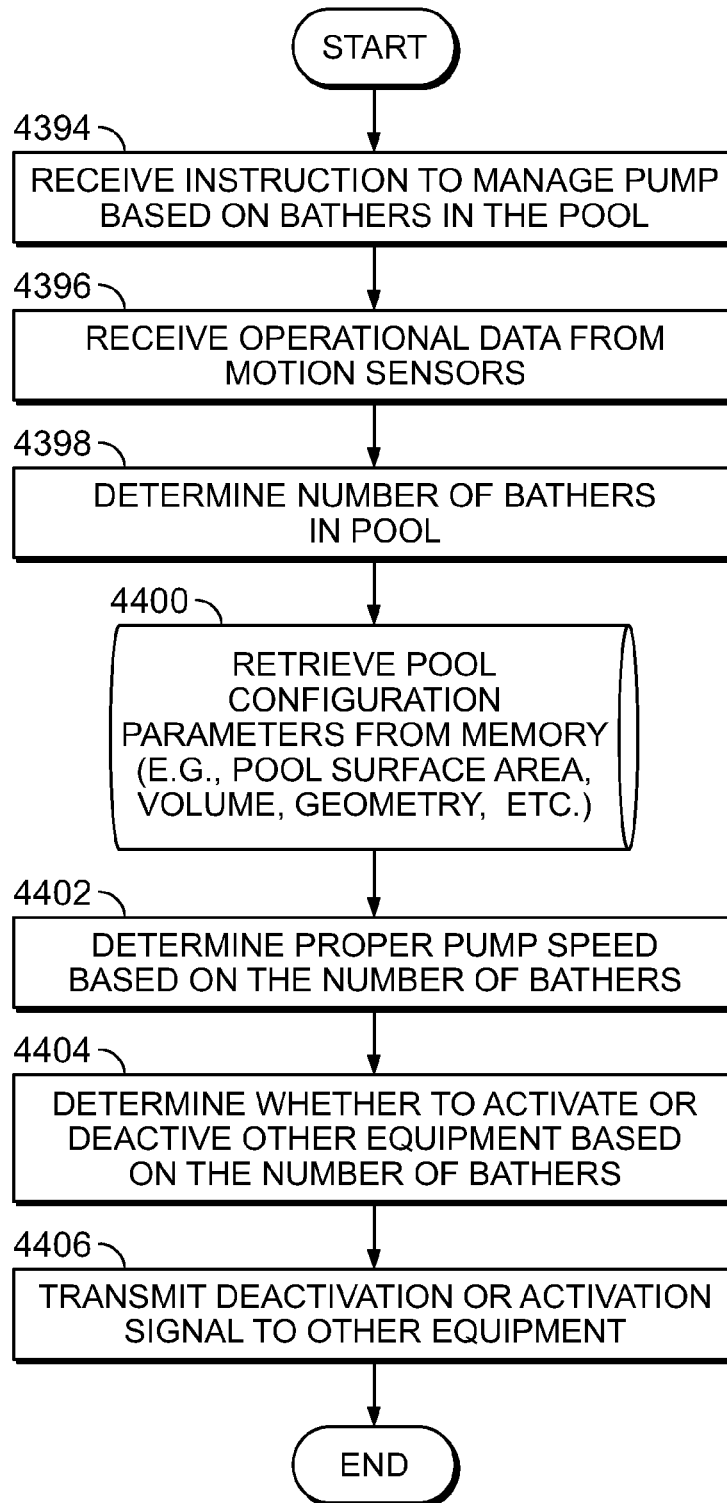 START
4394
RECEIVE INSTRUCTION TO MANAGE PUMP
BASED ON BATHERS IN THE POOL
4396
RECEIVE OPERATIONAL DATA FROM
MOTION SENSORS
4398
DETERMINE NUMBER OF BATHERS
IN POOL
4400
RETRIEVE POOL
CONFIGURATION
PARAMETERS FROM MEMORY
(E.G., POOL SURFACE AREA,
VOLUME, GEOMETRY, ETC.)
4402
DETERMINE PROPER PUMP SPEED
BASED ON THE NUMBER OF BATHERS
4404
DETERMINE WHETHER TO ACTIVATE OR
DEACTIVE OTHER EQUIPMENT BASED
ON THE NUMBER OF BATHERS
4406
TRANSMIT DEACTIVATION OR ACTIVATION
SIGNAL TO OTHER EQUIPMENT
END